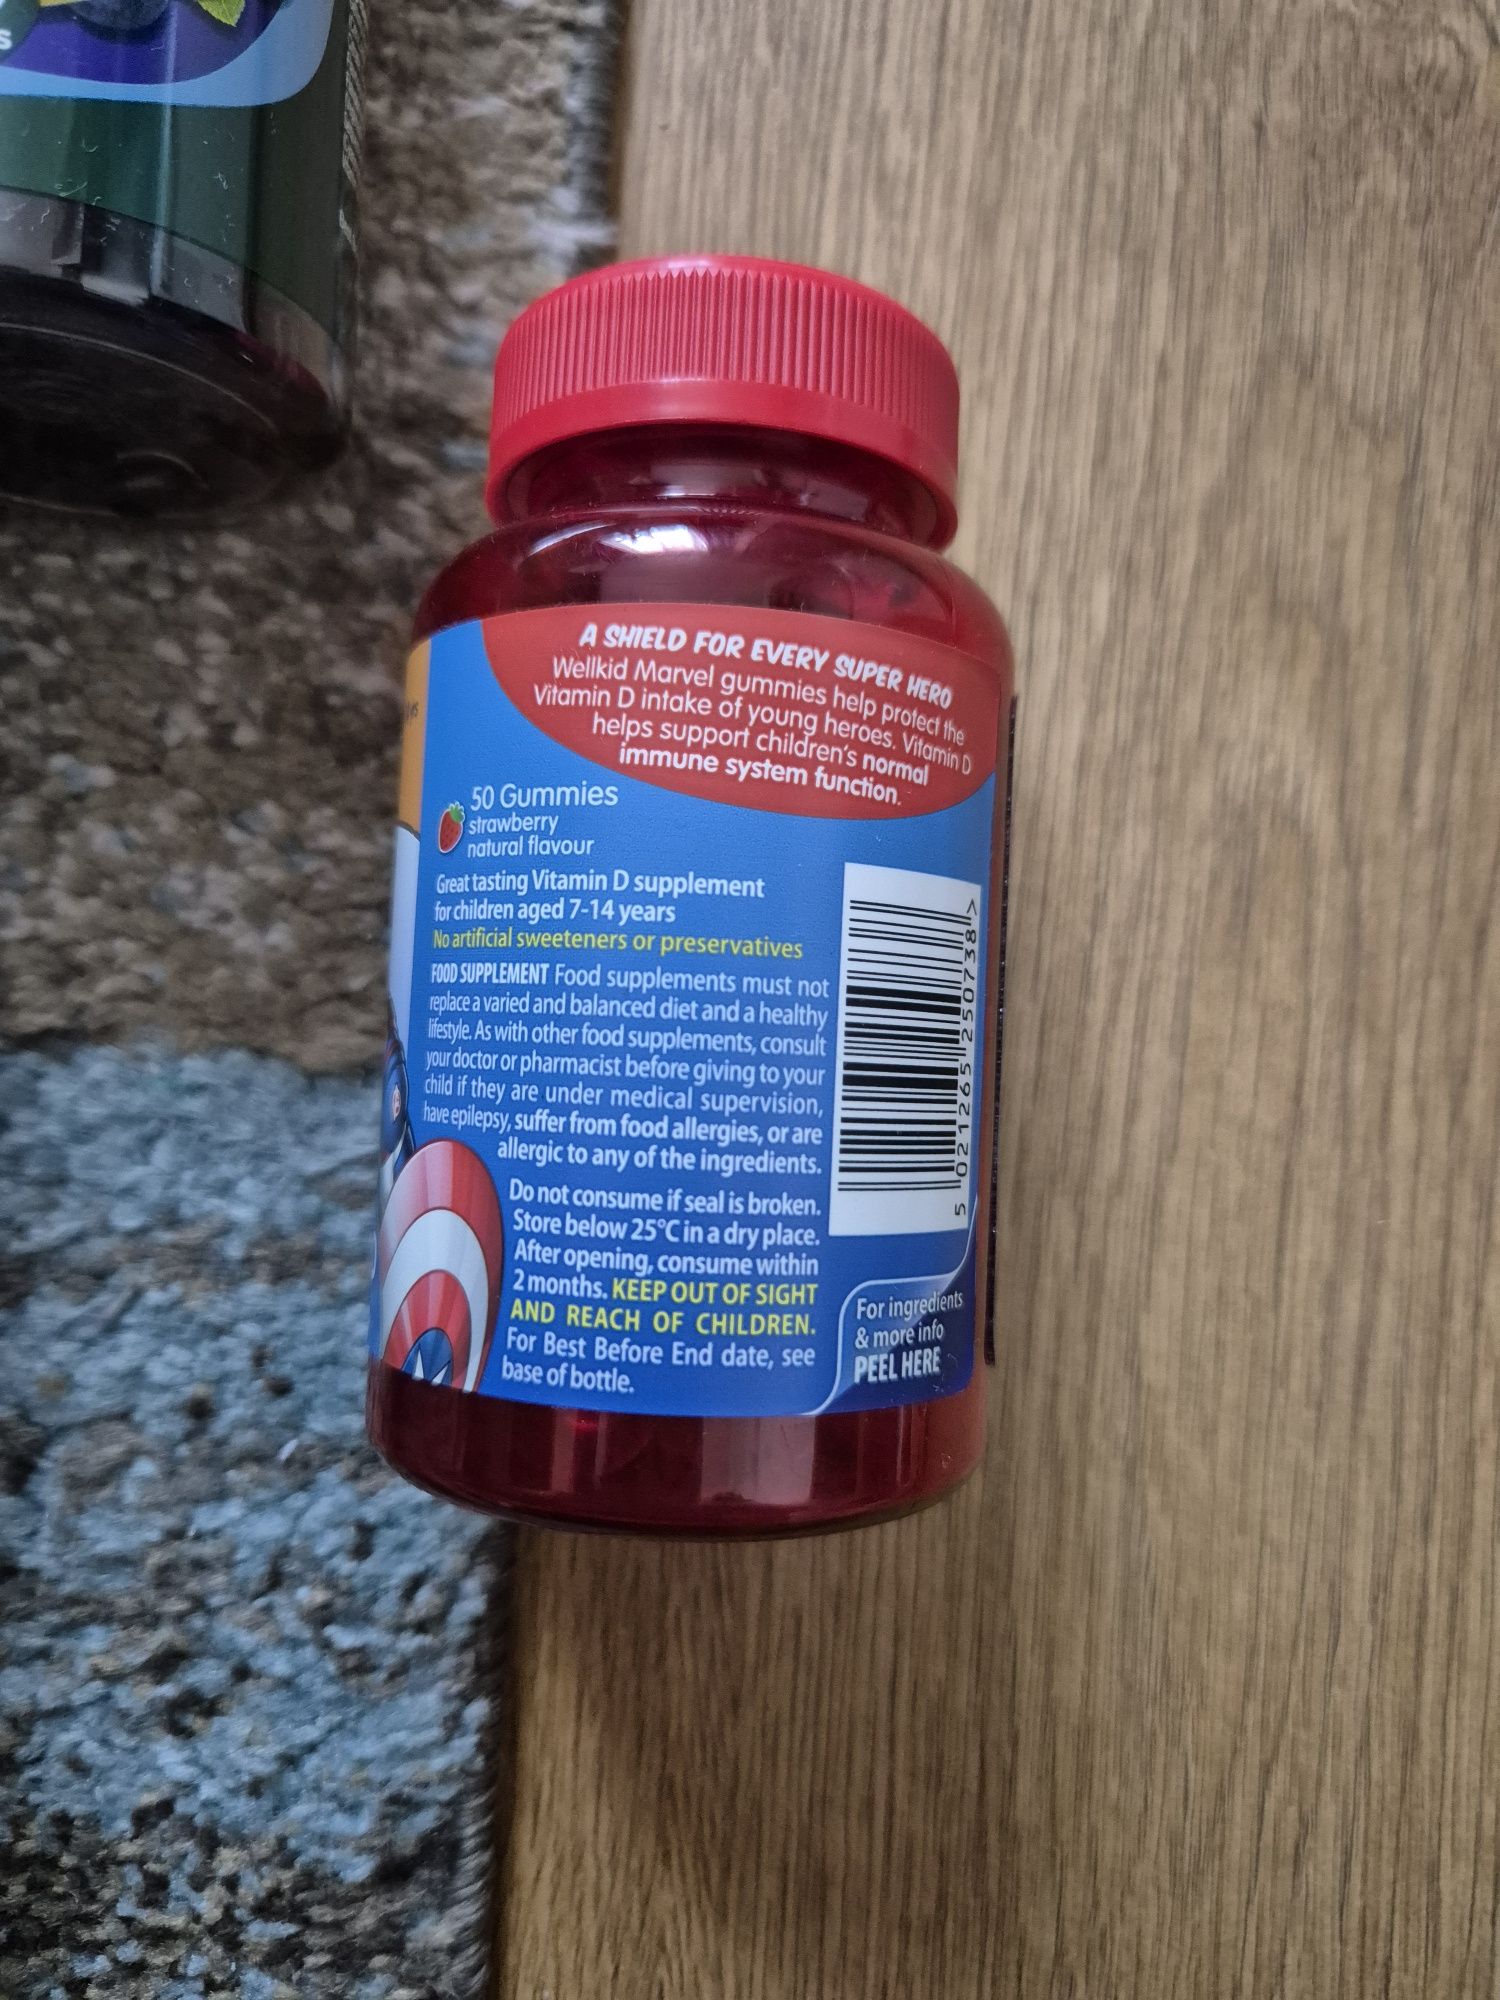 A SHIELD FOR EVERY SUPER HERO
Wellkid Marvel gummies help protect the
Vitamin D intake of young heroes. Vitamin D
helps support children's normal
immune system function.
50 Gummies
strawberry
natural flavour
Great tasting Vitamin D supplement
for children aged 7-14 years
No artificial sweeteners or preservatives
FOOD SUPPLEMENT Food supplements must not
replace a varied and balanced diet and a healthy
lifestyle. As with other food supplements, consult
your doctor or pharmacist before giving to your
child if they are under medical supervision,
have epilepsy, suffer from food allergies, or are
allergic to any of the ingredients.
Do not consume if seal is broken.
Store below 25°C in a dry place.
After opening, consume within
2 months. KEEP OUT OF SIGHT
AND REACH OF CHILDREN.
For Best Before End date, see
base of bottle.
5 021265 250738 >
For ingredients
& more info
PEEL HERE